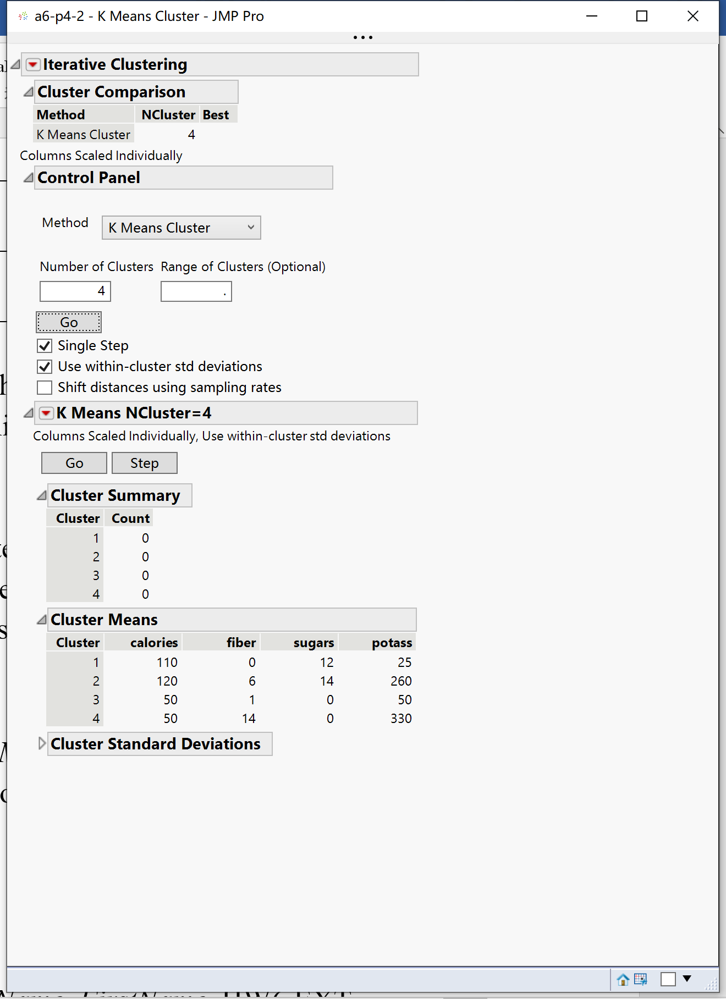 a6-p4-2 - K Means Cluster - JMP Pro
Iterative Clustering
Cluster Comparison
Method NCluster Best
K Means Cluster 4
Columns Scaled Individually
Control Panel
Method K Means Cluster
Number of Clusters Range of Clusters (Optional)
4 .
Go
Single Step
Use within-cluster std deviations
Shift distances using sampling rates
K Means NCluster=4
Columns Scaled Individually, Use within-cluster std deviations
Go Step
Cluster Summary
Cluster Count
1 0
2 0
3 0
4 0
Cluster Means
Cluster calories fiber sugars potass
1 110 0 12 25
2 120 6 14 260
3 50 1 0 50
4 50 14 0 330
Cluster Standard Deviations